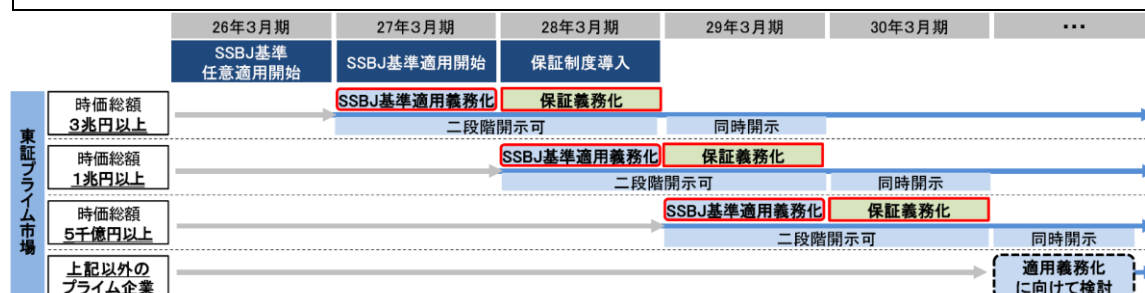 26年3月期 27年3月期 28年3月期 29年3月期 30年3月期 …
SSBJ基準
任意適用開始 SSBJ基準適用開始 保証制度導入
東証プライム市場
時価総額
3兆円以上
SSBJ基準適用義務化 保証義務化
二段階開示可 同時開示
時価総額
1兆円以上
SSBJ基準適用義務化 保証義務化
二段階開示可 同時開示
時価総額
5千億円以上
SSBJ基準適用義務化 保証義務化
二段階開示可 同時開示
上記以外の
プライム企業
適用義務化
に向けて検討